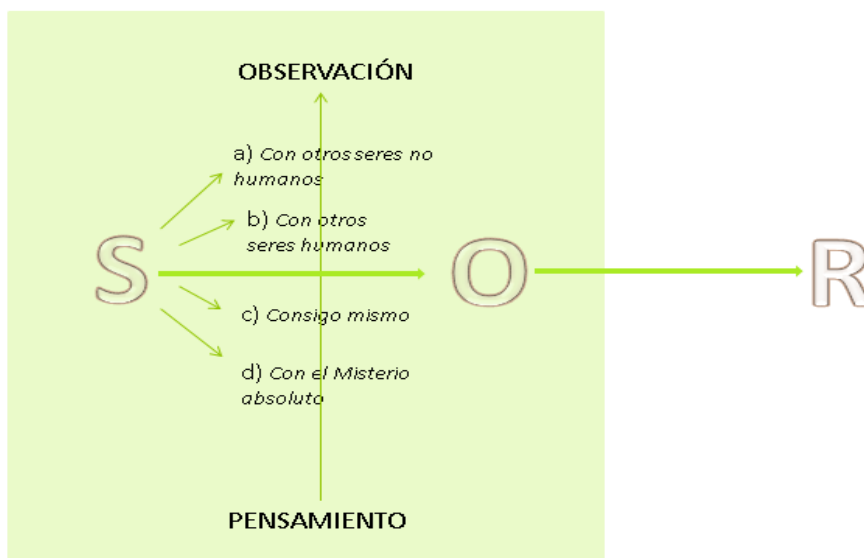 OBSERVACIÓN
a) Con otros seres no
humanos
b) Con otros
seres humanos
S
O
R
c) Consigo mismo
d) Con el Misterio
absoluto
PENSAMIENTO